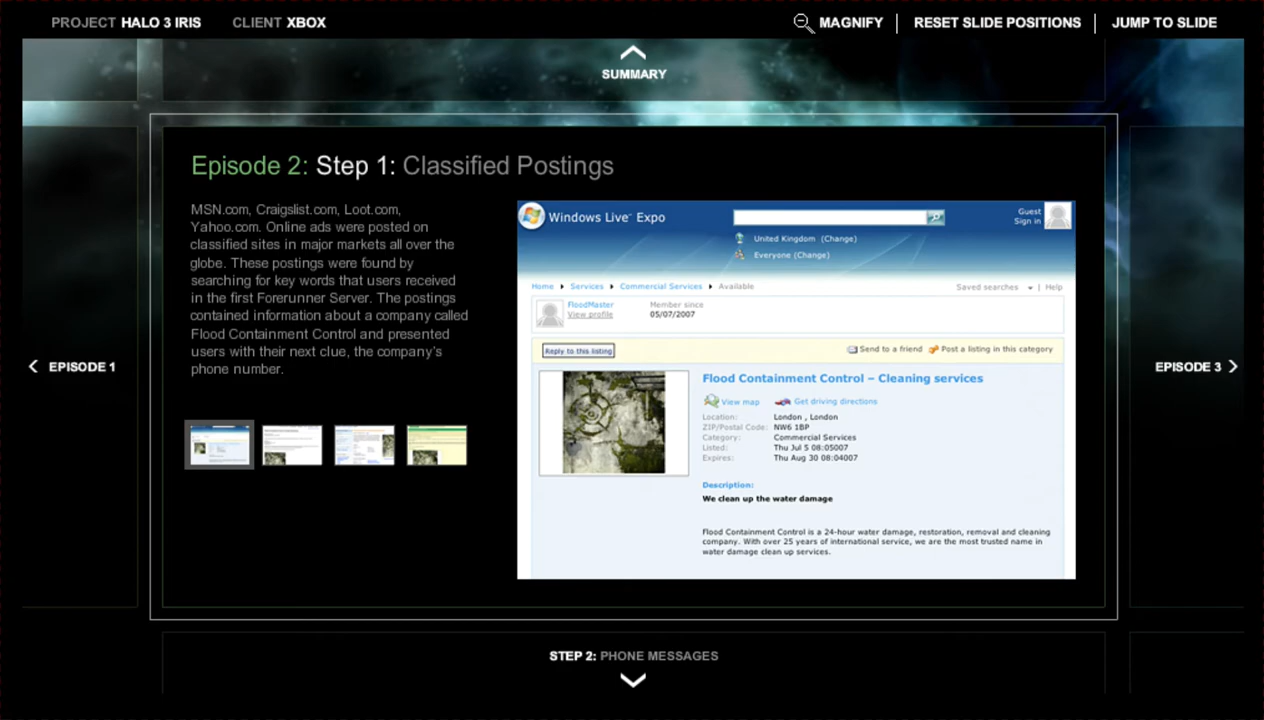 PROJECT HALO 3 IRIS CLIENT XBOX MAGNIFY RESET SLIDE POSITIONS JUMP TO SLIDE
SUMMARY
Episode 2: Step 1: Classified Postings
MSN.com, Craigslist.com, Loot.com,
Yahoo.com. Online ads were posted on
classified sites in major markets all over the
globe. These postings were found by
searching for key words that users received
in the first Forerunner Server. The postings
contained information about a company called
Flood Containment Control and presented
users with their next clue, the company's
phone number.
EPISODE 1
Windows Live™ Expo
Guest
Sign in
United Kingdom (Change)
Everyone (Change)
Home Services Commercial Services Available Saved searches | Help
FloodMaster Member since
View profile 05/07/2007
Reply to this listing Send to a friend Post a listing in this category
Flood Containment Control – Cleaning services
View map Get driving directions
Location: London , London
ZIP/Postal Code: NW6 1BP
Category: Commercial Services
Listed: Thu Jul 5 08:05007
Expires: Thu Aug 30 08:04007
Description:
We clean up the water damage
Flood Containment Control is a 24-hour water damage, restoration, removal and cleaning
company. With over 25 years of international service, we are the most trusted name in
water damage clean up services.
EPISODE 3
STEP 2: PHONE MESSAGES